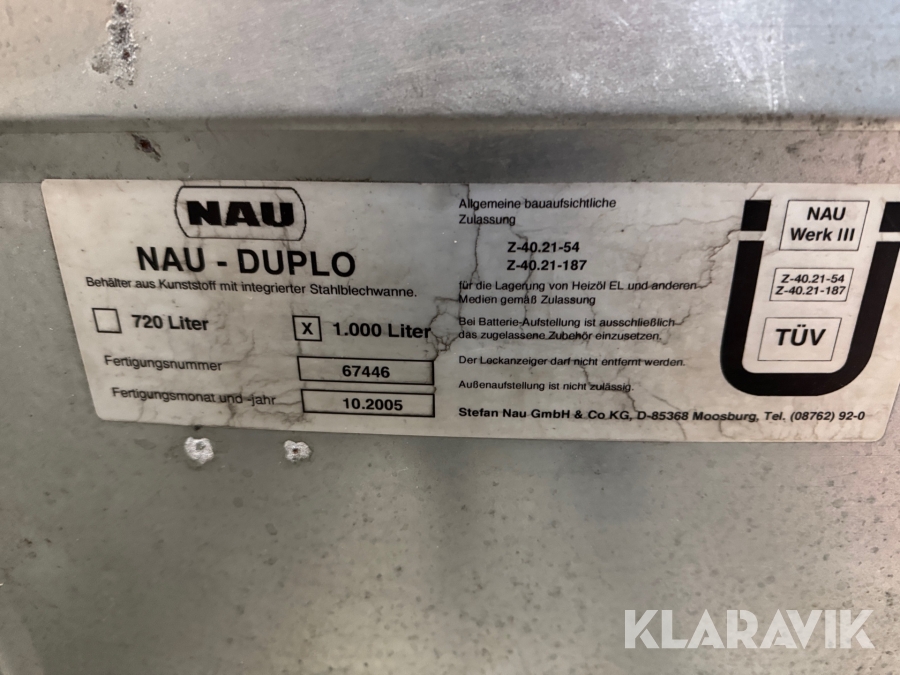 NAU
NAU - DUPLO
Behälter aus Kunststoff mit integrierter Stahlblechwanne.
720 Liter
X 1.000 Liter
Fertigungsnummer 67446
Fertigungsmonat und -jahr 10.2005
Allgemeine bauaufsichtliche
Zulassung
Z-40.21-54
Z-40.21-187
für die Lagerung von Heizöl EL und anderen
Medien gemäß Zulassung
Bei Batterie-Aufstellung ist ausschließlich
das zugelassene Zubehör einzusetzen.
Der Leckanzeiger darf nicht entfernt werden.
Außenaufstellung ist nicht zulässig.
Stefan Nau GmbH & Co KG, D-85368 Moosburg, Tel. (08762) 92-0
NAU
Werk III
Z-40.21-54
Z-40.21-187
TÜV
KLARAVIK